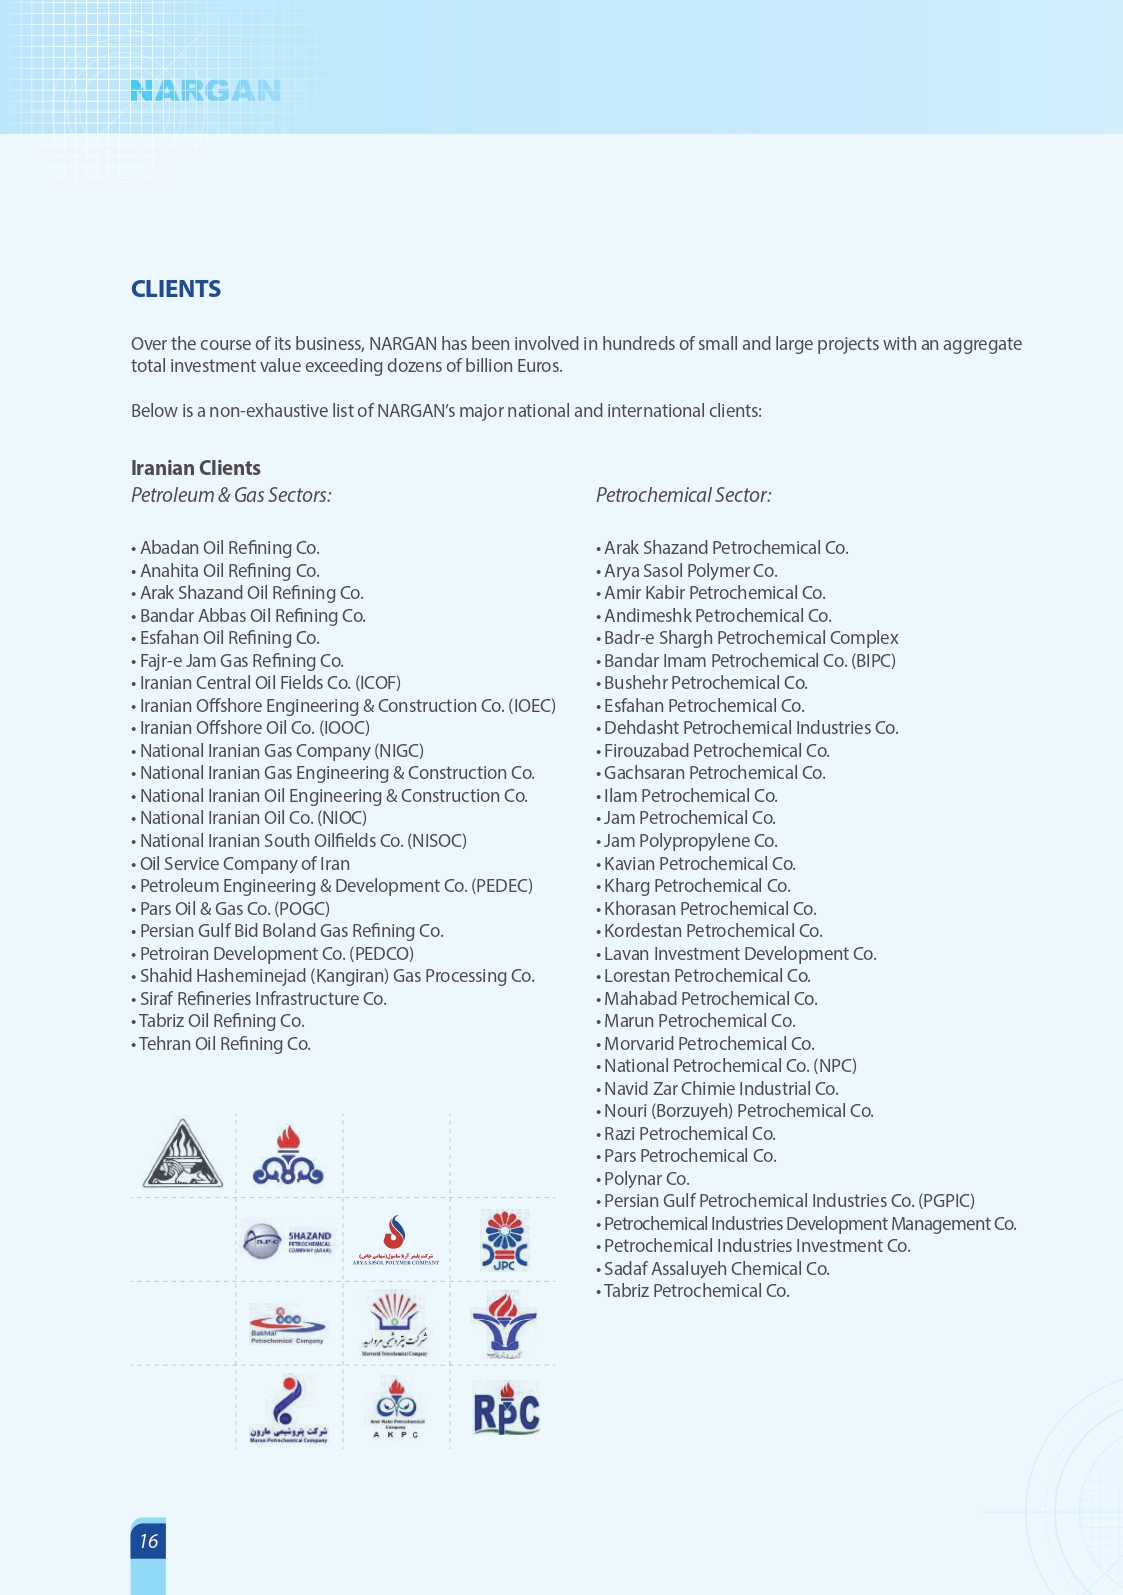 NARGAN
CLIENTS
Over the course of its business, NARGAN has been involved in hundreds of small and large projects with an aggregate
total investment value exceeding dozens of billion Euros.
Below is a non-exhaustive list of NARGAN’s major national and international clients:
Iranian Clients
Petroleum & Gas Sectors:
• Abadan Oil Refining Co.
• Anahita Oil Refining Co.
• Arak Shazand Oil Refining Co.
• Bandar Abbas Oil Refining Co.
• Esfahan Oil Refining Co.
• Fajr-e Jam Gas Refining Co.
• Iranian Central Oil Fields Co. (ICOF)
• Iranian Offshore Engineering & Construction Co. (IOEC)
• Iranian Offshore Oil Co. (IOOC)
• National Iranian Gas Company (NIGC)
• National Iranian Gas Engineering & Construction Co.
• National Iranian Oil Engineering & Construction Co.
• National Iranian Oil Co. (NIOC)
• National Iranian South Oilfields Co. (NISOC)
• Oil Service Company of Iran
• Petroleum Engineering & Development Co. (PEDEC)
• Pars Oil & Gas Co. (POGC)
• Persian Gulf Bid Boland Gas Refining Co.
• Petroiran Development Co. (PEDCO)
• Shahid Hasheminejad (Kangiran) Gas Processing Co.
• Siraf Refineries Infrastructure Co.
• Tabriz Oil Refining Co.
• Tehran Oil Refining Co.
Petrochemical Sector:
• Arak Shazand Petrochemical Co.
• Arya Sasol Polymer Co.
• Amir Kabir Petrochemical Co.
• Andimeshk Petrochemical Co.
• Badr-e Shargh Petrochemical Complex
• Bandar Imam Petrochemical Co. (BIPC)
• Bushehr Petrochemical Co.
• Esfahan Petrochemical Co.
• Dehdasht Petrochemical Industries Co.
• Firouzabad Petrochemical Co.
• Gachsaran Petrochemical Co.
• Ilam Petrochemical Co.
• Jam Petrochemical Co.
• Jam Polypropylene Co.
• Kavian Petrochemical Co.
• Kharg Petrochemical Co.
• Khorasan Petrochemical Co.
• Kordestan Petrochemical Co.
• Lavan Investment Development Co.
• Lorestan Petrochemical Co.
• Mahabad Petrochemical Co.
• Marun Petrochemical Co.
• Morvarid Petrochemical Co.
• National Petrochemical Co. (NPC)
• Navid Zar Chimie Industrial Co.
• Nouri (Borzuyeh) Petrochemical Co.
• Razi Petrochemical Co.
• Pars Petrochemical Co.
• Polynar Co.
• Persian Gulf Petrochemical Industries Co. (PGPIC)
• Petrochemical Industries Development Management Co.
• Petrochemical Industries Investment Co.
• Sadaf Assaluyeh Chemical Co.
• Tabriz Petrochemical Co.
SHAZAND
PETROCHEMICAL
COMPANY (ARAK)
شرکت پلیمر آریا ساسول (سهامی خاص)
ARYA SASOL POLYMER COMPANY
JPC
Bakhtar
Petrochemical Company
شرکت پتروشیمی مروارید
Morvarid Petrochemical Company
شرکت پتروشیمی مارون
Marun Petrochemical Company
Amir Kabir Petrochemical
Company
A K P C
RPC
16